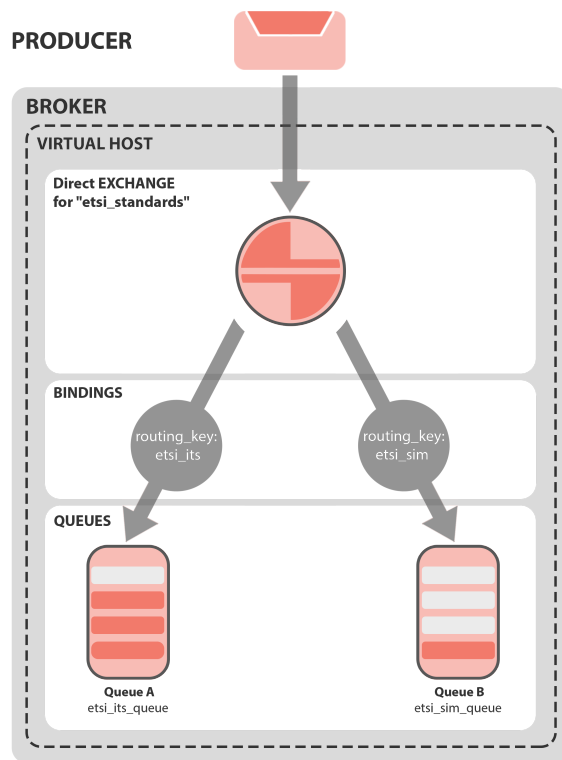 PRODUCER
BROKER
VIRTUAL HOST
Direct EXCHANGE
for "etsi_standards"
BINDINGS
routing_key:
etsi_its
routing_key:
etsi_sim
QUEUES
Queue A
etsi_its_queue
Queue B
etsi_sim_queue